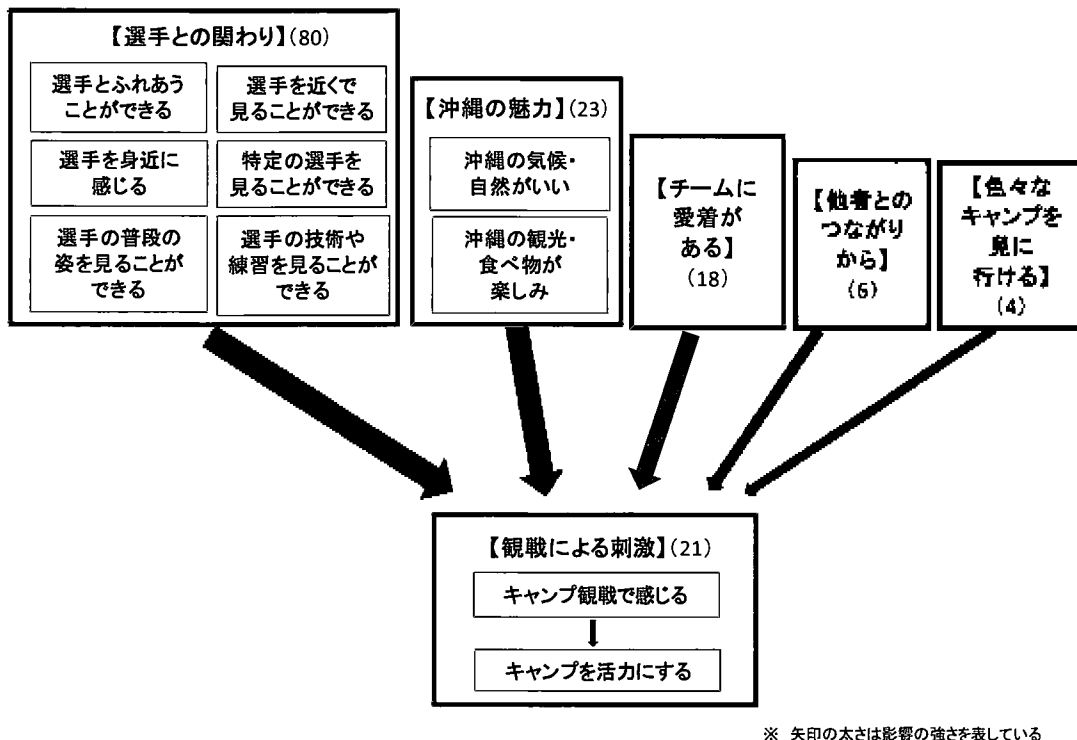 【選手との関わり】(80)
選手とふれあう
ことができる
選手を近くで
見ることができる
選手を身近に
感じる
特定の選手を
見ることができる
選手の普段の
姿を見ることが
できる
選手の技術や
練習を見ることが
できる
【沖縄の魅力】(23)
沖縄の気候・
自然がいい
沖縄の観光・
食べ物が
楽しみ
【チームに
愛着が
ある】
(18)
【他者との
つながり
から】
(6)
【色々な
キャンプを
見に
行ける】
(4)
【観戦による刺激】(21)
キャンプ観戦で感じる
キャンプを活力にする
※ 矢印の太さは影響の強さを表している